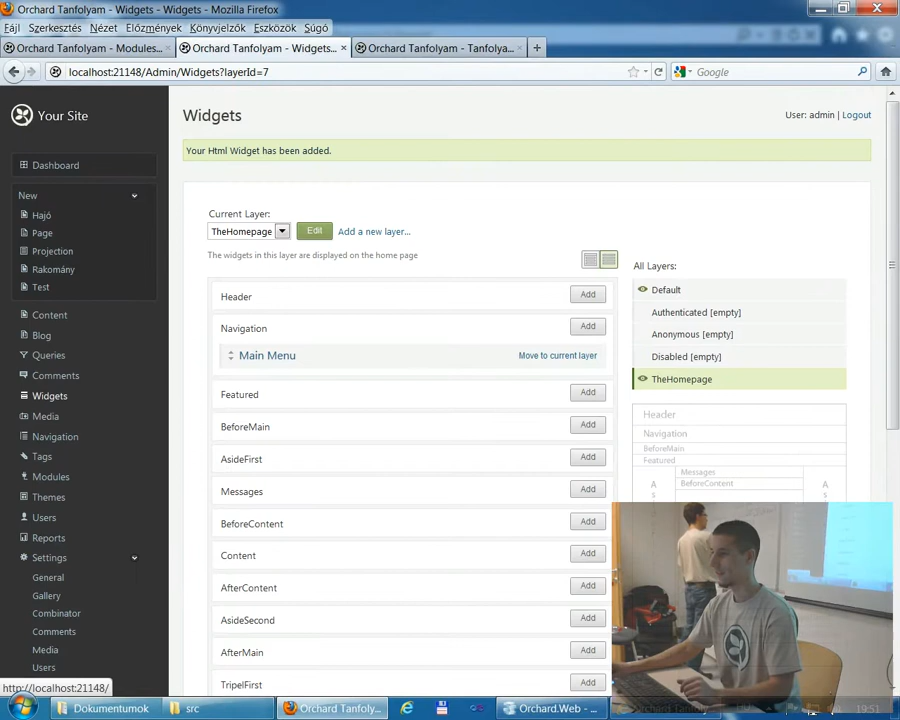 Orchard Tanfolyam - Widgets - Widgets - Mozilla Firefox
Fájl Szerkesztés Nézet Előzmények Könyvjelzők Eszközök Súgó
Orchard Tanfolyam - Modules... × Orchard Tanfolyam - Widgets... × Orchard Tanfolyam - Tanfolya... × +
localhost:21148/Admin/Widgets?layerId=7
Google
Your Site
Widgets
User: admin | Logout
Your Html Widget has been added.
Dashboard
New
Hajó
Page
Projection
Rakomány
Test
Content
Blog
Queries
Comments
Widgets
Media
Navigation
Tags
Modules
Themes
Users
Reports
Settings
General
Gallery
Combinator
Comments
Media
Users
Current Layer:
TheHomepage Edit Add a new layer...
The widgets in this layer are displayed on the home page
Header Add
Navigation Add
Main Menu Move to current layer
Featured Add
BeforeMain Add
AsideFirst Add
Messages Add
BeforeContent Add
Content Add
AfterContent Add
AsideSecond Add
AfterMain Add
TripelFirst Add
All Layers:
Default
Authenticated [empty]
Anonymous [empty]
Disabled [empty]
TheHomepage
Header
Navigation
BeforeMain
Featured
Messages
BeforeContent
A
s
A
s
http://localhost:21148/
Dokumentumok src Orchard Tanfoly... Orchard.Web - ...
19:51